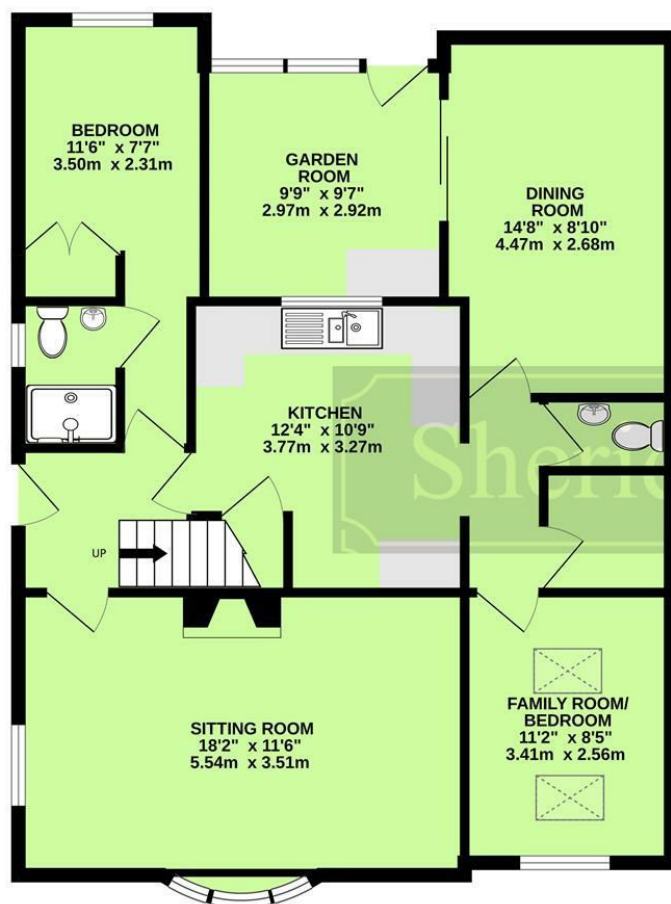 BEDROOM
11'6" x 7'7"
3.50m x 2.31m
GARDEN
ROOM
9'9" x 9'7"
2.97m x 2.92m
DINING
ROOM
14'8" x 8'10"
4.47m x 2.68m
KITCHEN
12'4" x 10'9"
3.77m x 3.27m
UP
SITTING ROOM
18'2" x 11'6"
5.54m x 3.51m
FAMILY ROOM/
BEDROOM
11'2" x 8'5"
3.41m x 2.56m